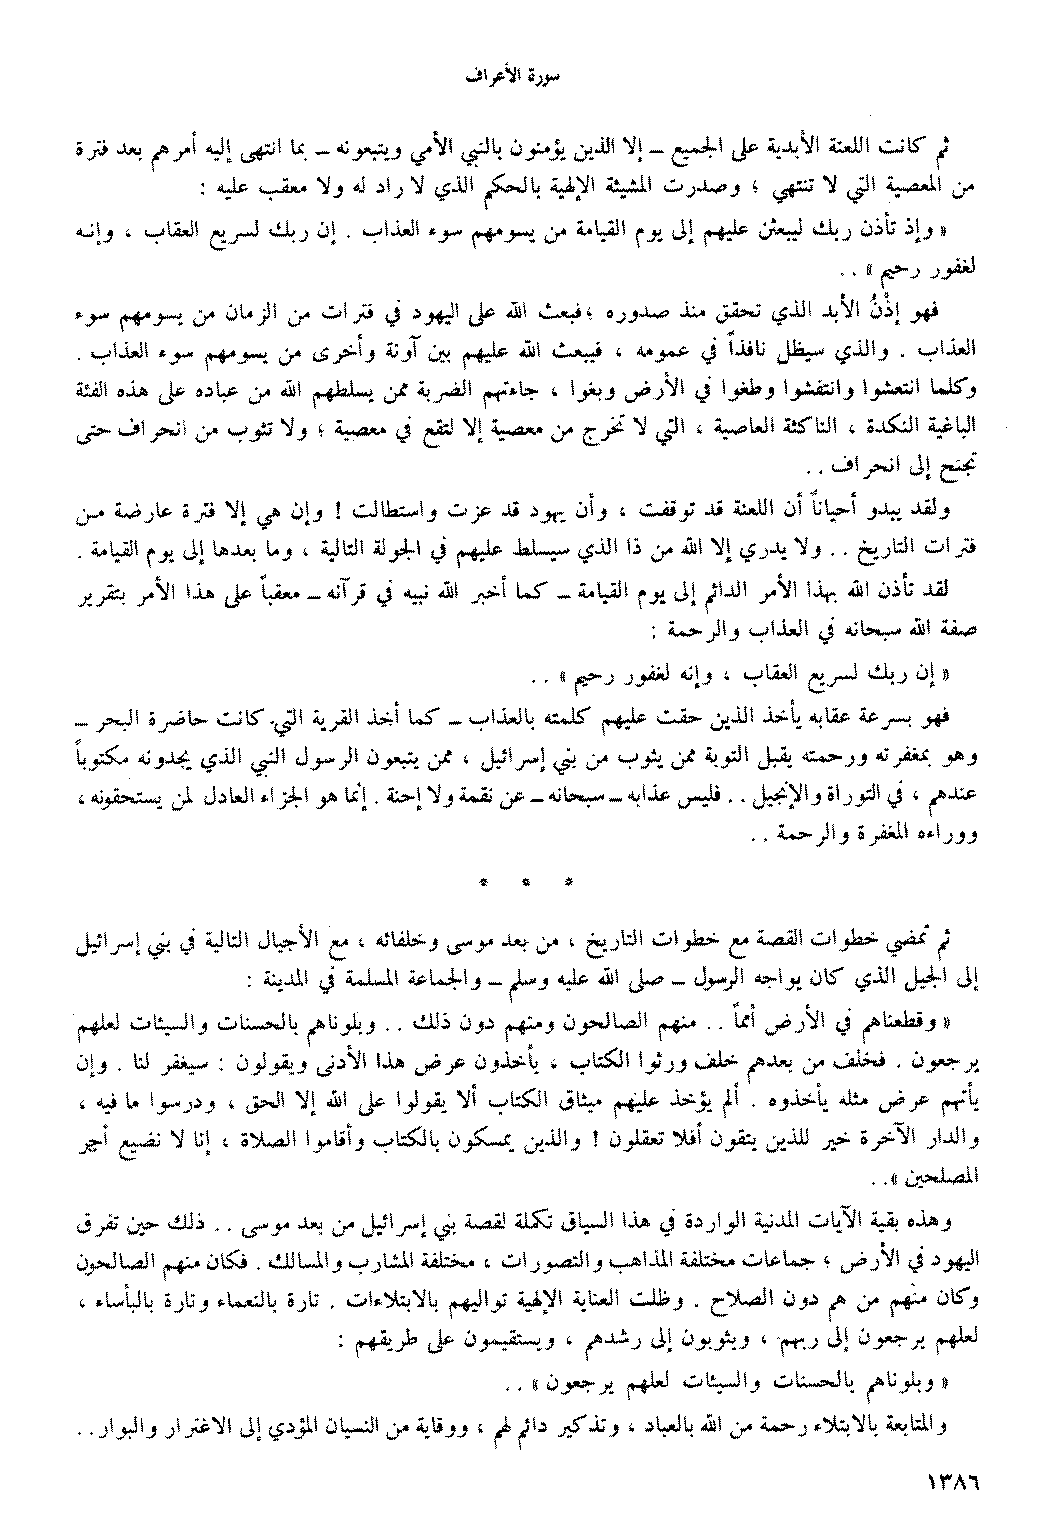 سورة الأعراف
ثم كانت اللعنة الأبدية على الجميع – إلا الذين يؤمنون بالنبي الأمي ويتبعونه – بما انتهى إليه أمرهم بعد فترة
من المعصية التي لا تنتهي ؛ وصدرت المشيئة الإلهية بالحكم الذي لا راد له ولا معقب عليه :
« وإذ تأذن ربك ليبعثن عليهم إلى يوم القيامة من يسومهم سوء العذاب . إن ربك لسريع العقاب ، وإنه
لغفور رحيم » ..
فهو إذْنُ الأبد الذي تحقق منذ صدوره ؛ فبعث الله على اليهود في فترات من الزمان من يسومهم سوء
العذاب . والذي سيظل نافذاً في عمومه ، فيبعث الله عليهم بين آونة وأخرى من يسومهم سوء العذاب .
وكلما انتعشوا وانتفشوا وطغوا في الأرض وبغوا ، جاءتهم الضربة ممن يسلطهم الله من عباده على هذه الفئة
الباغية النكدة ، الناكثة العاصية ، التي لا تخرج من معصية إلا لتقع في معصية ؛ ولا تثوب من انحراف حتى
تجنح إلى انحراف ..
ولقد يبدو أحياناً أن اللعنة قد توقفت ، وأن يهود قد عزت واستطالت ! وإن هي إلا فترة عارضة من
فترات التاريخ .. ولا يدري إلا الله من ذا الذي سيسلط عليهم في الجولة التالية ، وما بعدها إلى يوم القيامة .
لقد تأذن الله بهذا الأمر الدائم إلى يوم القيامة – كما أخبر الله نبيه في قرآنه – معقباً على هذا الأمر بتقرير
صفة الله سبحانه في العذاب والرحمة :
« إن ربك لسريع العقاب ، وإنه لغفور رحيم » ..
فهو بسرعة عقابه يأخذ الذين حقت عليهم كلمته بالعذاب – كما أخذ القرية التي كانت حاضرة البحر –
وهو بمغفرته ورحمته يقبل التوبة ممن يثوب من بني إسرائيل ، ممن يتبعون الرسول النبي الذي يجدونه مكتوباً
عندهم ، في التوراة والإنجيل .. فليس عذابه – سبحانه – عن نقمة ولا إحنة . إنما هو الجزاء العادل لمن يستحقونه ،
ووراءه المغفرة والرحمة ..
* * *
ثم تمضي خطوات القصة مع خطوات التاريخ ، من بعد موسى وخلفائه ، مع الأجيال التالية في بني إسرائيل
إلى الجيل الذي كان يواجه الرسول – صلى الله عليه وسلم – والجماعة المسلمة في المدينة :
« وقطعناهم في الأرض أمماً .. منهم الصالحون ومنهم دون ذلك .. وبلوناهم بالحسنات والسيئات لعلهم
يرجعون . فخلف من بعدهم خلف ورثوا الكتاب ، يأخذون عرض هذا الأدنى ويقولون : سيغفر لنا . وإن
يأتهم عرض مثله يأخذوه . ألم يؤخذ عليهم ميثاق الكتاب ألا يقولوا على الله إلا الحق ، ودرسوا ما فيه ،
والدار الآخرة خير للذين يتقون أفلا تعقلون ! والذين يمسكون بالكتاب وأقاموا الصلاة ، إنا لا نضيع أجر
المصلحين »..
وهذه بقية الآيات المدنية الواردة في هذا السياق تكملة لقصة بني إسرائيل من بعد موسى .. ذلك حين تفرق
اليهود في الأرض ؛ جماعات مختلفة المذاهب والتصورات ، مختلفة المشارب والمسالك . فكان منهم الصالحون
وكان منهم من هم دون الصلاح . وظلت العناية الإلهية تواليهم بالابتلاءات . تارة بالنعماء وتارة بالبأساء ،
لعلهم يرجعون إلى ربهم ، ويثوبون إلى رشدهم ، ويستقيمون على طريقهم :
« وبلوناهم بالحسنات والسيئات لعلهم يرجعون » ..
والمتابعة بالابتلاء رحمة من الله بالعباد ، وتذكير دائم لهم ، ووقاية من النسيان المؤدي إلى الاغترار والبوار ..
١٣٨٦